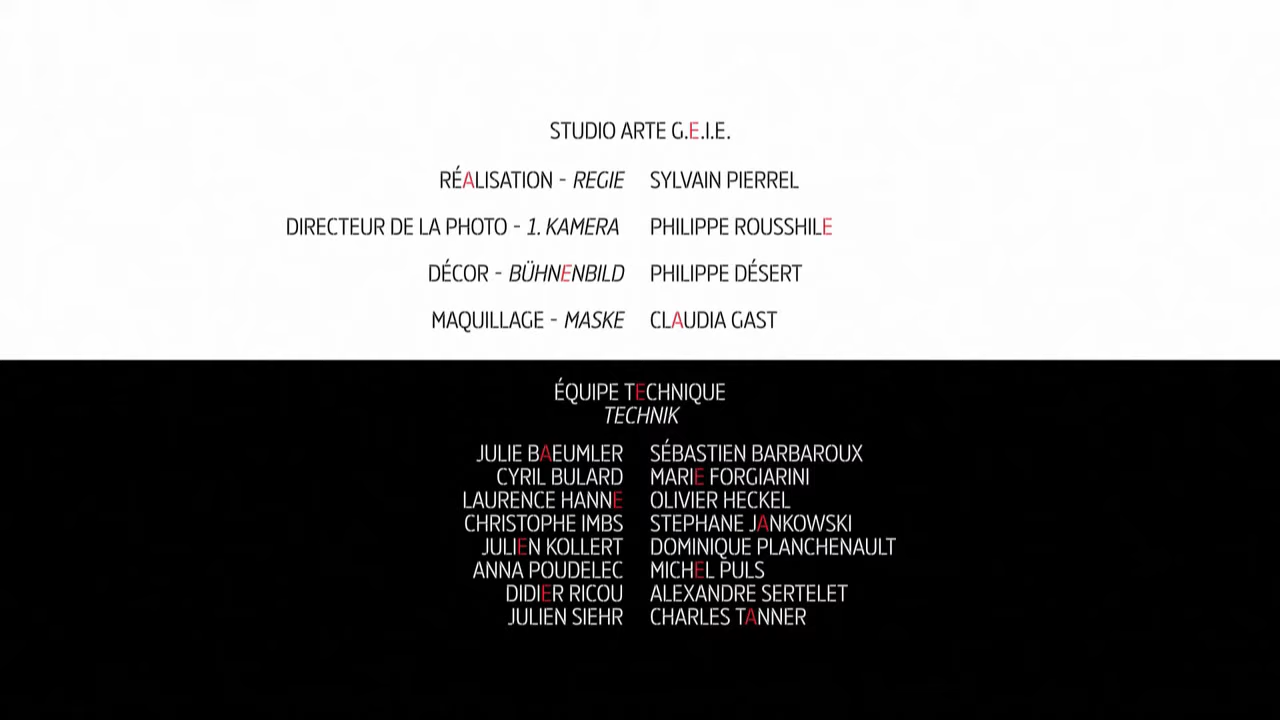 STUDIO ARTE G.E.I.E.
RÉALISATION - REGIE SYLVAIN PIERREL
DIRECTEUR DE LA PHOTO - 1. KAMERA PHILIPPE ROUSSHILE
DÉCOR - BÜHNENBILD PHILIPPE DÉSERT
MAQUILLAGE - MASKE CLAUDIA GAST
ÉQUIPE TECHNIQUE
TECHNIK
JULIE BAEUMLER SÉBASTIEN BARBAROUX
CYRIL BULARD MARIE FORGIARINI
LAURENCE HANNE OLIVIER HECKEL
CHRISTOPHE IMBS STEPHANE JANKOWSKI
JULIEN KOLLERT DOMINIQUE PLANCHENAULT
ANNA POUDELEC MICHEL PULS
DIDIER RICOU ALEXANDRE SERTELET
JULIEN SIEHR CHARLES TANNER